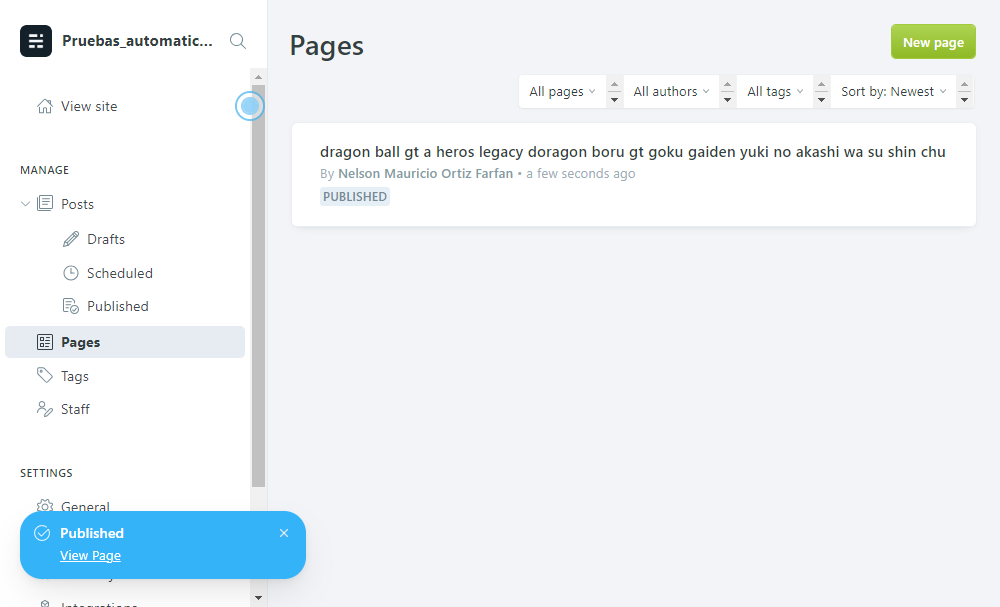 Pruebas_automatic...
View site
MANAGE
Posts
Drafts
Scheduled
Published
Pages
Tags
Staff
SETTINGS
General
Published
View Page
Integrations
Pages
New page
All pages
All authors
All tags
Sort by: Newest
dragon ball gt a heros legacy doragon boru gt goku gaiden yuki no akashi wa su shin chu
By Nelson Mauricio Ortiz Farfan • a few seconds ago
PUBLISHED